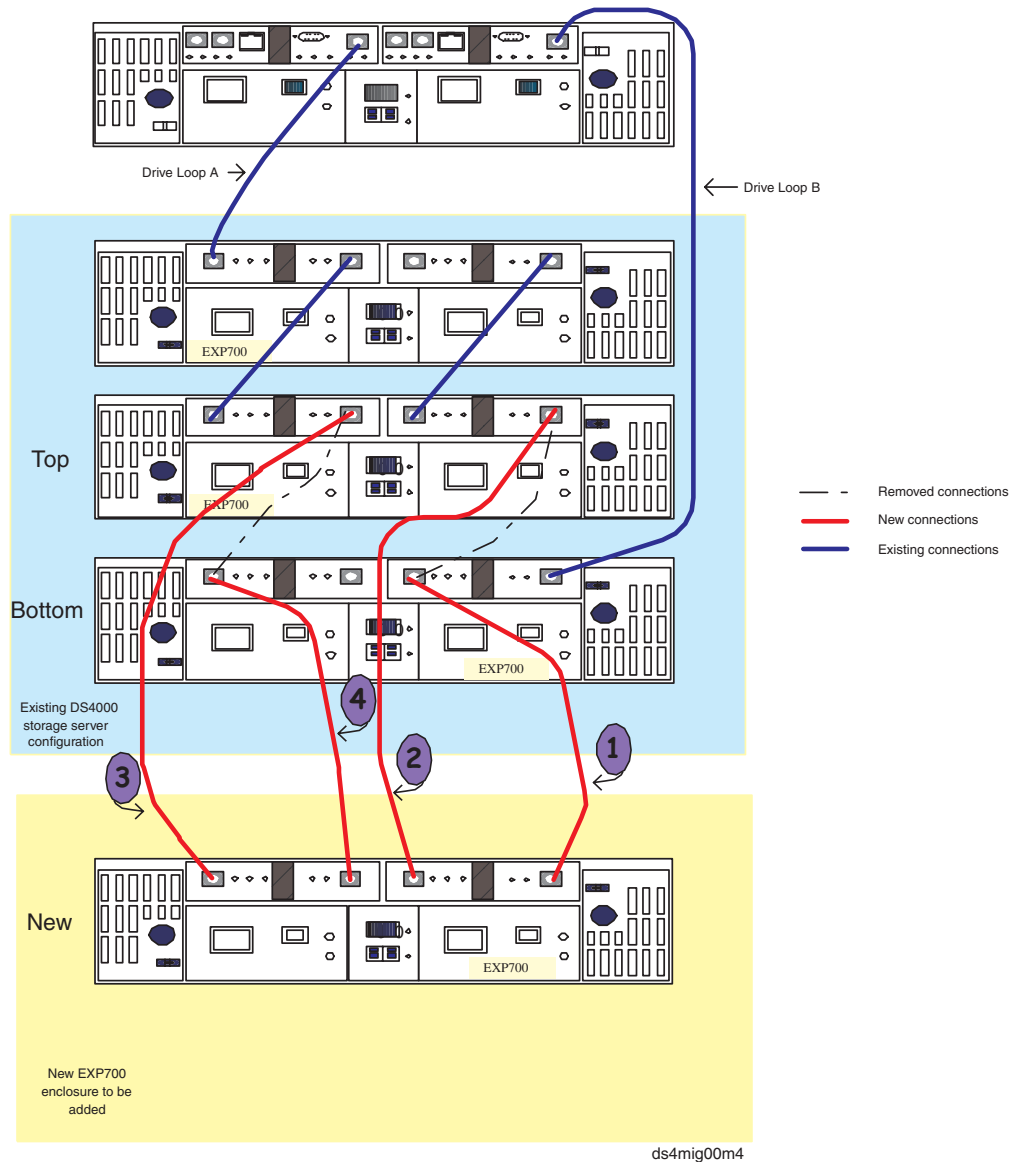 Drive Loop A
Drive Loop B
EXP700
Top
EXP700
Removed connections
New connections
Existing connections
Bottom
EXP700
Existing DS4000
storage server
configuration
4
2
1
3
New
EXP700
New EXP700
enclosure to be
added
ds4mig00m4